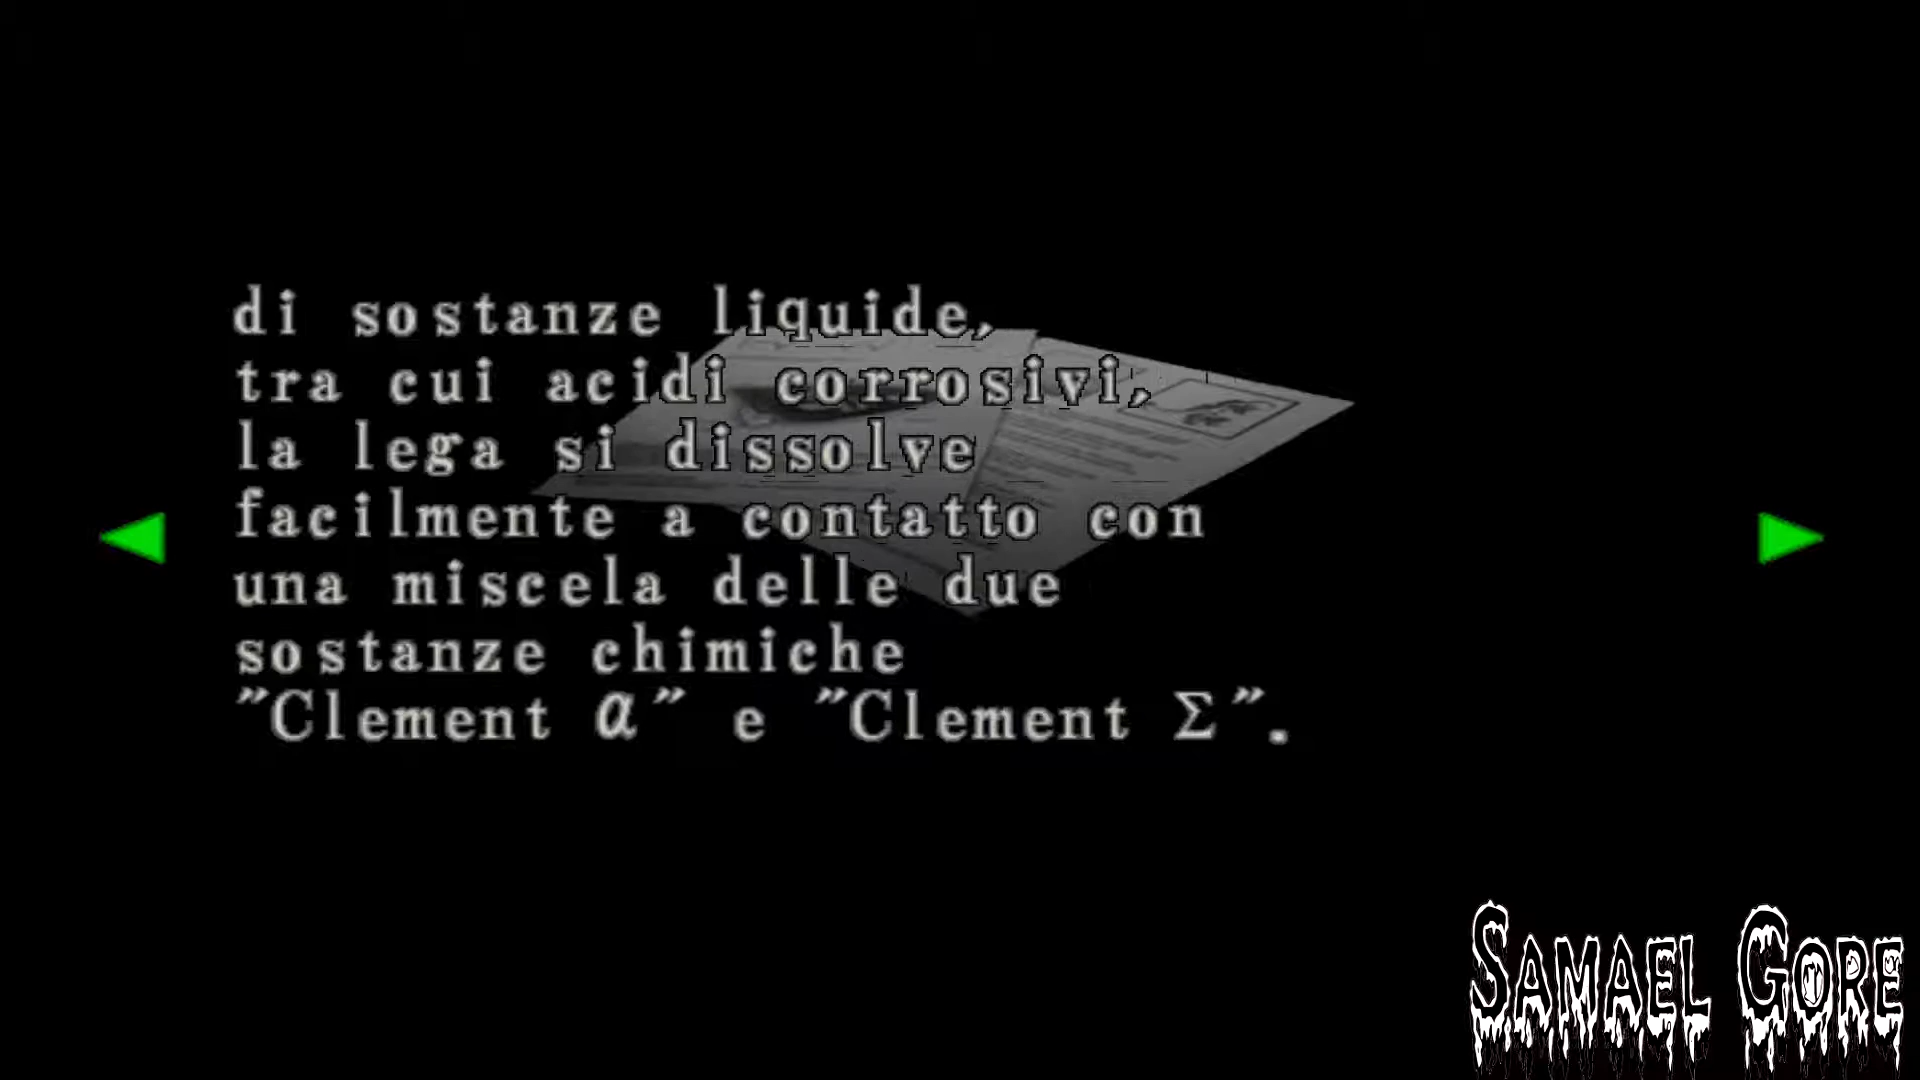 di sostanze liquide,
tra cui acidi corrosivi,
la lega si dissolve
facilmente a contatto con
una miscela delle due
sostanze chimiche
"Clement α" e "Clement Σ".
SAMAEL GORE